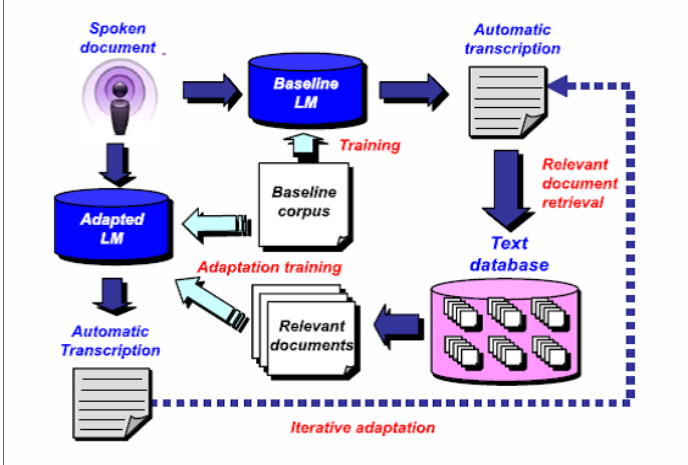 Spoken
document
Baseline
LM
Automatic
transcription
Training
Relevant
document
retrieval
Baseline
corpus
Adapted
LM
Text
database
Adaptation training
Relevant
documents
Automatic
Transcription
Iterative adaptation